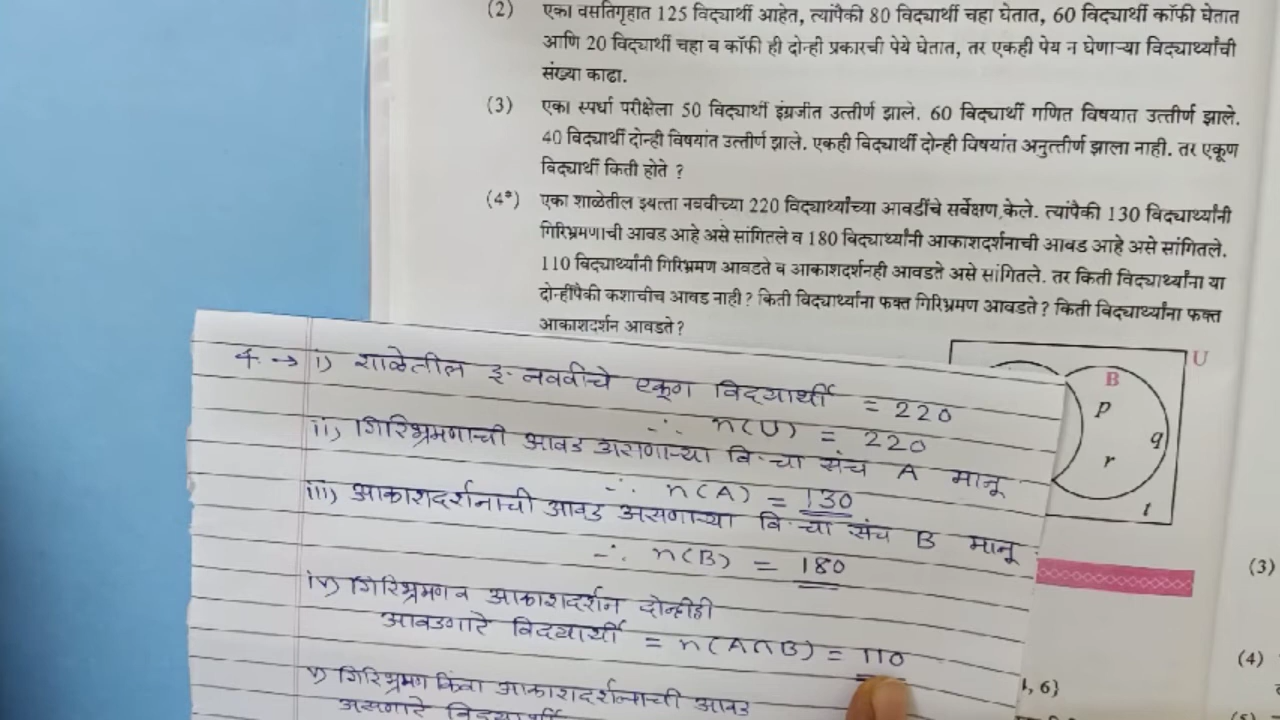 (2) एका वसतिगृहात 125 विद्यार्थी आहेत, त्यांपैकी 80 विद्यार्थी चहा घेतात, 60 विद्यार्थी कॉफी घेतात
आणि 20 विद्यार्थी चहा व कॉफी ही दोन्ही प्रकारची पेये घेतात, तर एकही पेय न घेणाऱ्या विद्यार्थ्यांची
संख्या काढा.
(3) एका स्पर्धा परीक्षेला 50 विद्यार्थी इंग्रजीत उत्तीर्ण झाले. 60 विद्यार्थी गणित विषयात उत्तीर्ण झाले.
40 विद्यार्थी दोन्ही विषयांत उत्तीर्ण झाले. एकही विद्यार्थी दोन्ही विषयांत अनुत्तीर्ण झाला नाही. तर एकूण
विद्यार्थी किती होते ?
(4*) एका शाळेतील इयत्ता नववीच्या 220 विद्यार्थ्यांच्या आवडींचे सर्वेक्षण केले. त्यांपैकी 130 विद्यार्थ्यांनी
गिरिभ्रमणाची आवड आहे असे सांगितले व 180 विद्यार्थ्यांनी आकाशदर्शनाची आवड आहे असे सांगितले.
110 विद्यार्थ्यांनी गिरिभ्रमण आवडते व आकाशदर्शनही आवडते असे सांगितले. तर किती विद्यार्थ्यांना या
दोन्हींपैकी कशाचीच आवड नाही ? किती विद्यार्थ्यांना फक्त गिरिभ्रमण आवडते ? किती विद्यार्थ्यांना फक्त
आकाशदर्शन आवडते ?
4. → i) शाळेतील इ. नववीचे एकूण विद्यार्थी = 220
∴ n(U) = 220
ii) गिरिभ्रमणाची आवड असणाऱ्या वि.चा संच A मानू
∴ n(A) = 130
iii) आकाशदर्शनाची आवड असणाऱ्या वि.चा संच B मानू
∴ n(B) = 180
iv) गिरिभ्रमण व आकाशदर्शन दोन्हीही
आवडणारे विद्यार्थी = n(A∩B) = 110
v) गिरिभ्रमण किंवा आकाशदर्शनाची आवड
असणारे विद्यार्थी
U
B
p
q
r
t
(3)
(4)
, 6}